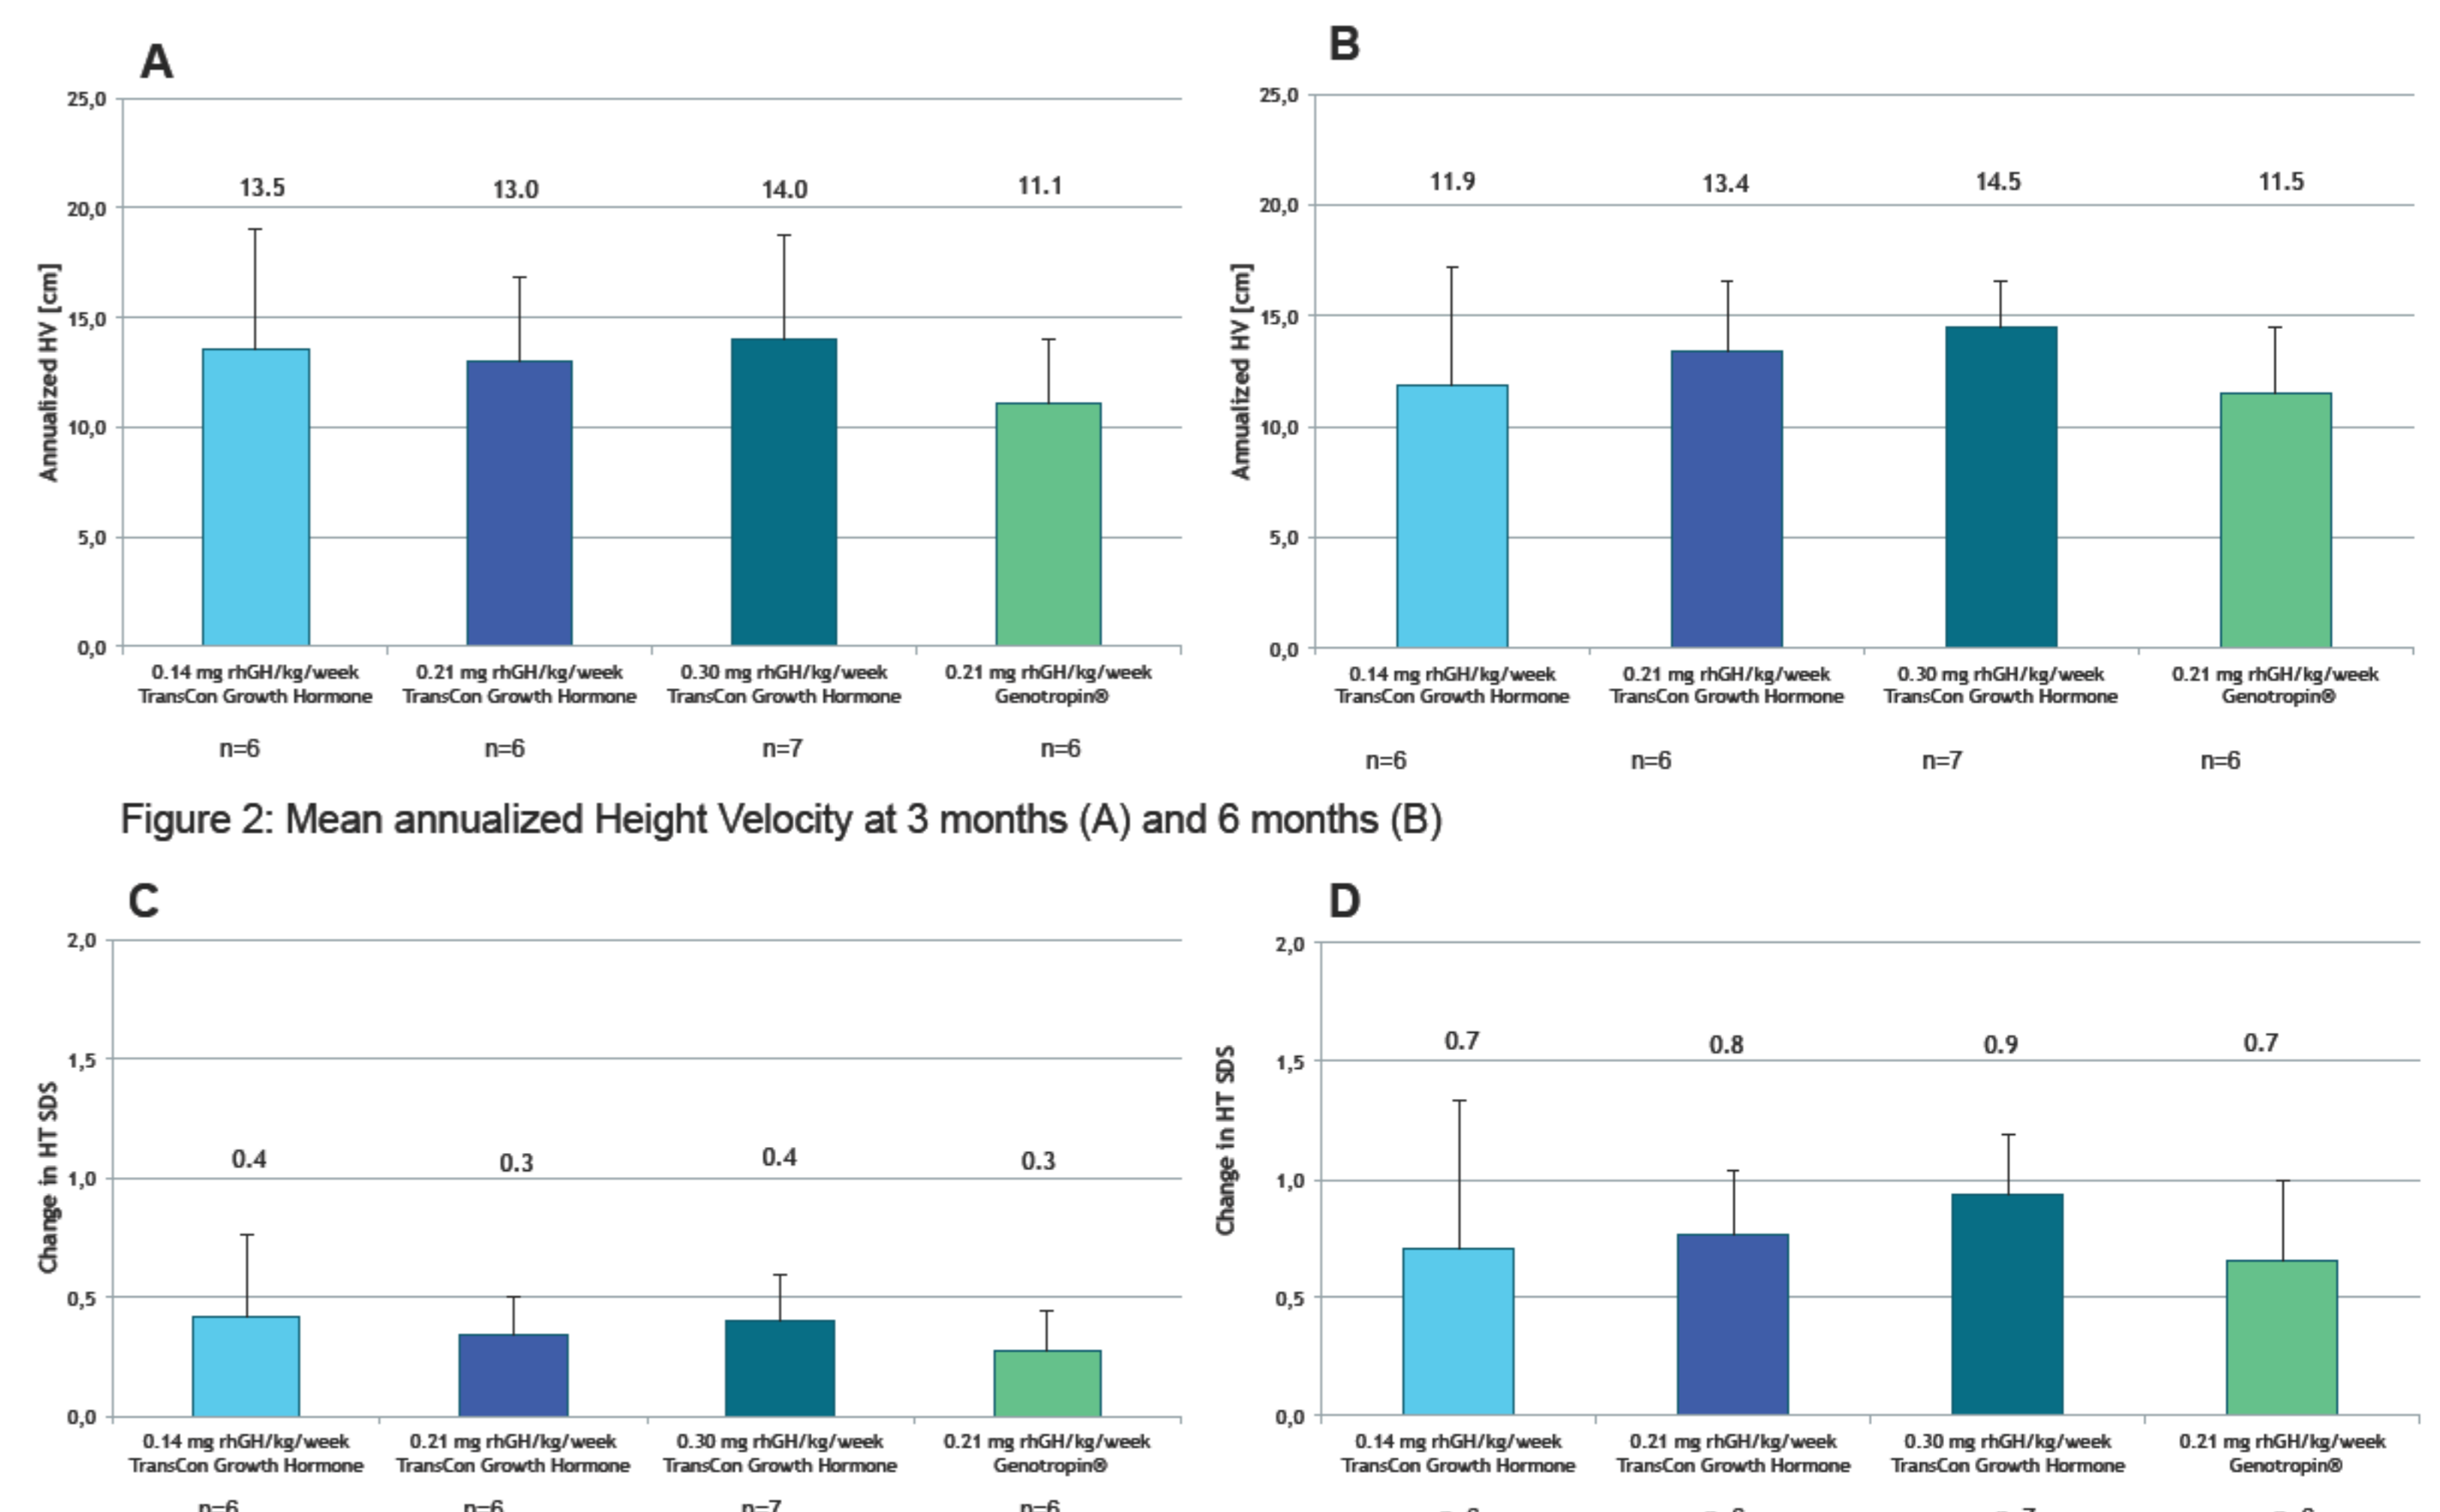 A
25,0
20,0
15,0
10,0
5,0
0,0
Annualized HV [cm]
13.5
13.0
14.0
11.1
0.14 mg rhGH/kg/week
TransCon Growth Hormone
0.21 mg rhGH/kg/week
TransCon Growth Hormone
0.30 mg rhGH/kg/week
TransCon Growth Hormone
0.21 mg rhGH/kg/week
Genotropin®
n=6
n=6
n=7
n=6
B
25,0
20,0
15,0
10,0
5,0
0,0
Annualized HV [cm]
11.9
13.4
14.5
11.5
0.14 mg rhGH/kg/week
TransCon Growth Hormone
0.21 mg rhGH/kg/week
TransCon Growth Hormone
0.30 mg rhGH/kg/week
TransCon Growth Hormone
0.21 mg rhGH/kg/week
Genotropin®
n=6
n=6
n=7
n=6
Figure 2: Mean annualized Height Velocity at 3 months (A) and 6 months (B)
C
2,0
1,5
1,0
0,5
0,0
Change in HT SDS
0.4
0.3
0.4
0.3
0.14 mg rhGH/kg/week
TransCon Growth Hormone
0.21 mg rhGH/kg/week
TransCon Growth Hormone
0.30 mg rhGH/kg/week
TransCon Growth Hormone
0.21 mg rhGH/kg/week
Genotropin®
n=6
n=6
n=7
n=6
D
2,0
1,5
1,0
0,5
0,0
Change in HT SDS
0.7
0.8
0.9
0.7
0.14 mg rhGH/kg/week
TransCon Growth Hormone
0.21 mg rhGH/kg/week
TransCon Growth Hormone
0.30 mg rhGH/kg/week
TransCon Growth Hormone
0.21 mg rhGH/kg/week
Genotropin®